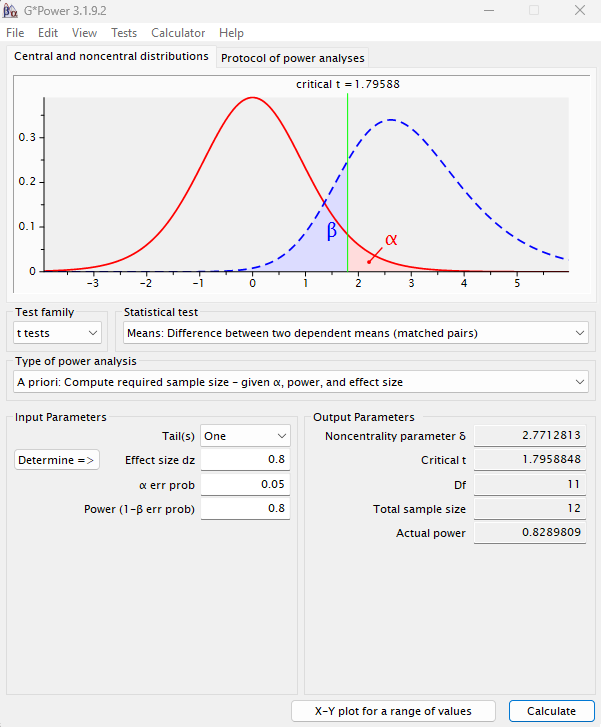 G*Power 3.1.9.2
File Edit View Tests Calculator Help
Central and noncentral distributions Protocol of power analyses
critical t = 1.79588
0.3
0.2
0.1
0
β
α
-3 -2 -1 0 1 2 3 4 5
Test family Statistical test
t tests Means: Difference between two dependent means (matched pairs)
Type of power analysis
A priori: Compute required sample size - given α, power, and effect size
Input Parameters Output Parameters
Tail(s) One Noncentrality parameter δ 2.7712813
Determine => Effect size dz 0.8 Critical t 1.7958848
α err prob 0.05 Df 11
Power (1-β err prob) 0.8 Total sample size 12
Actual power 0.8289809
X-Y plot for a range of values Calculate